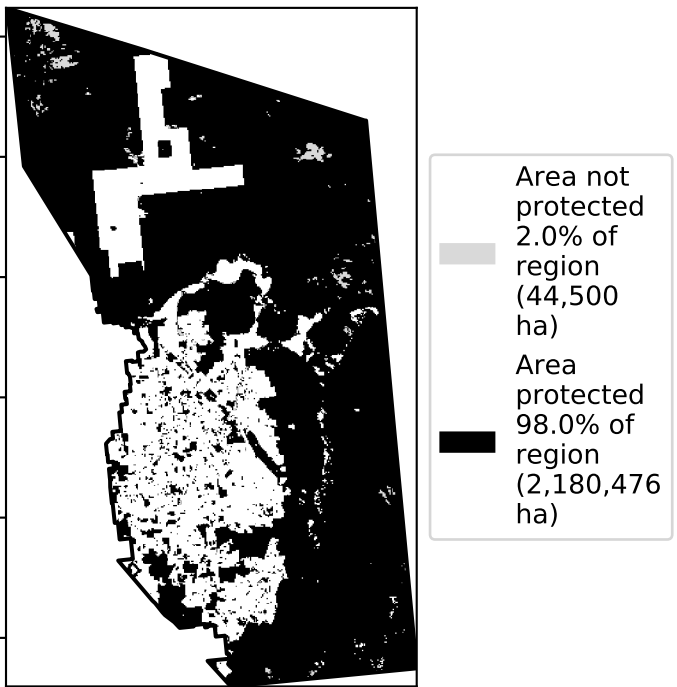 Area not
protected
2.0% of
region
(44,500
ha)
Area
protected
98.0% of
region
(2,180,476
ha)